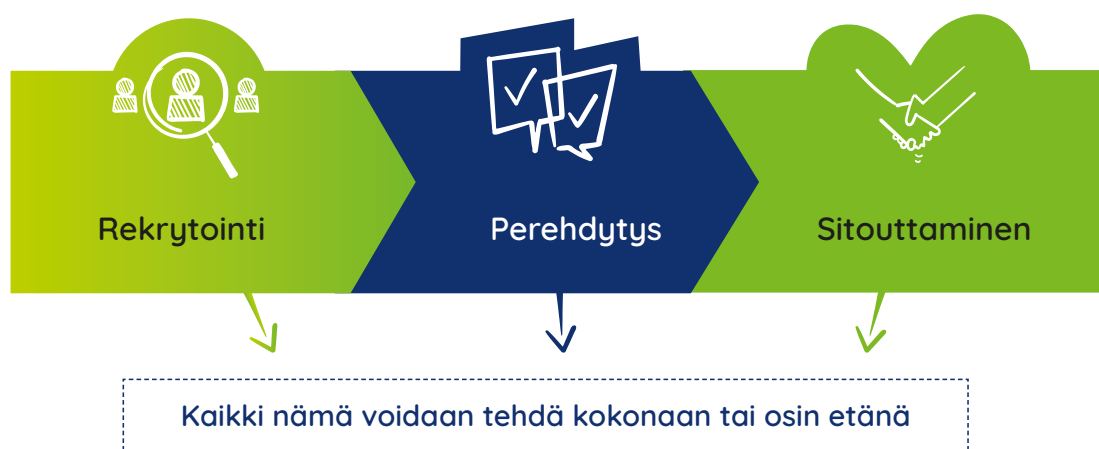 Rekrytointi
Perehdytys
Sitouttaminen
Kaikki nämä voidaan tehdä kokonaan tai osin etänä